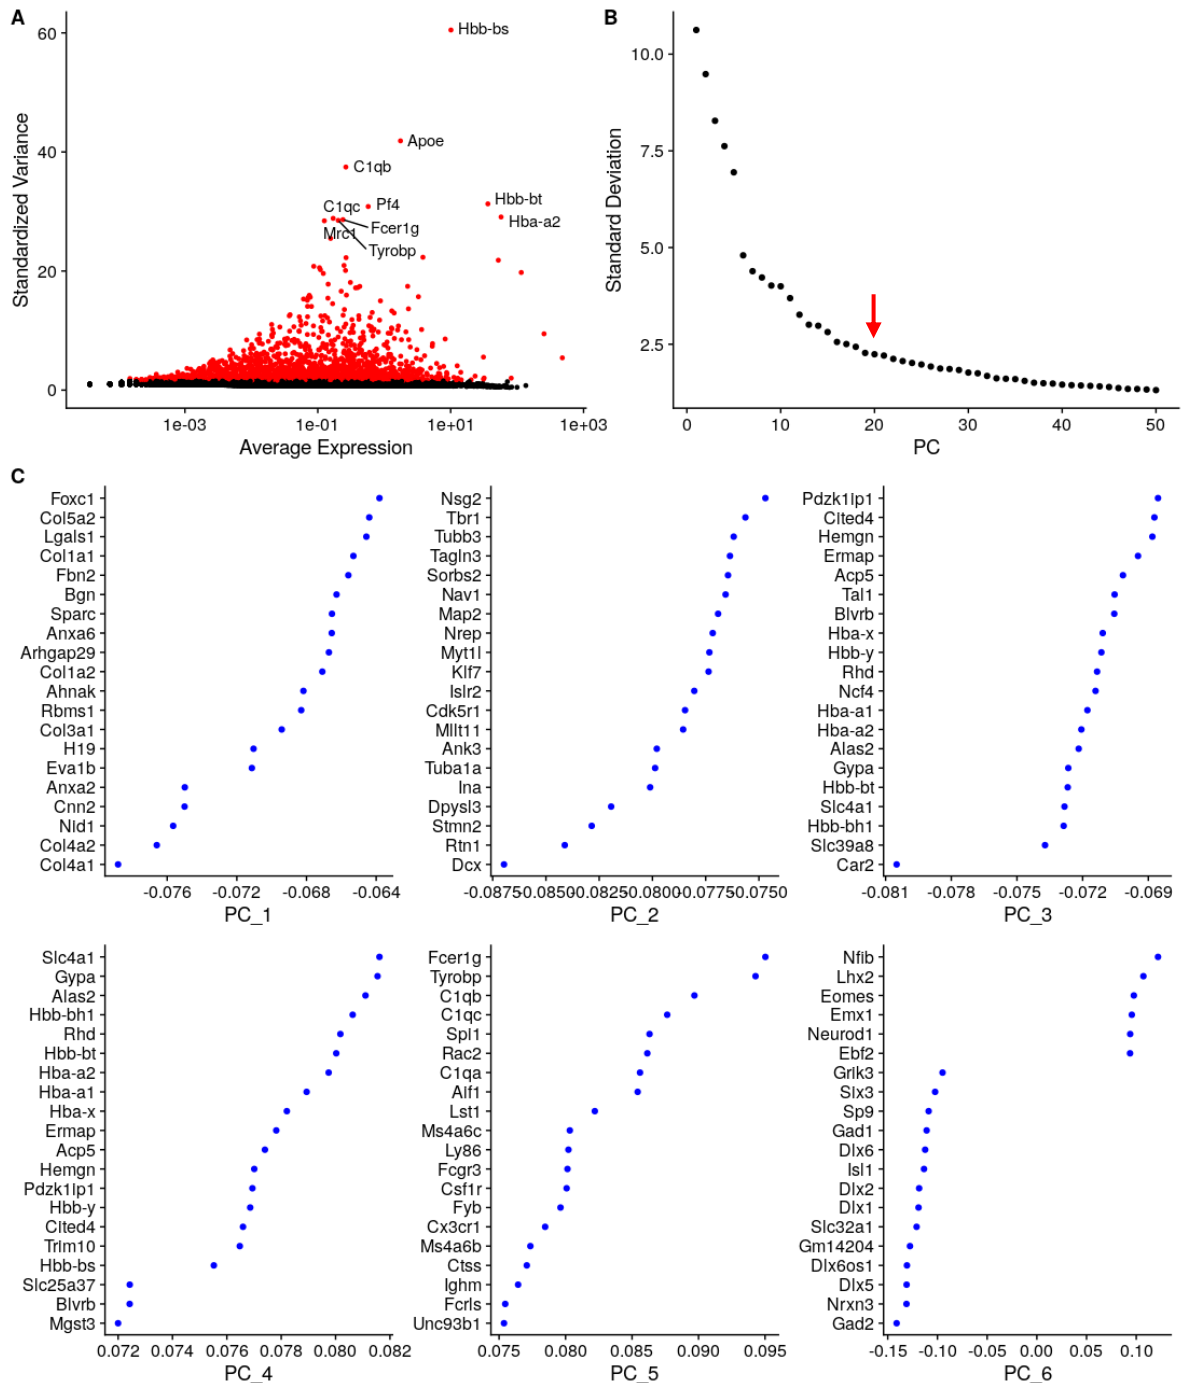 A
Standardized Variance
60
40
20
0
Hbb-bs
Apoe
C1qb
C1qc
Pf4
Hbb-bt
Hba-a2
Fcer1g
Mrc1
Tyrobp
1e-03
1e-01
1e+01
1e+03
Average Expression
B
Standard Deviation
10.0
7.5
5.0
2.5
0
10
20
30
40
50
PC
C
Foxc1
Col5a2
Lgals1
Col1a1
Fbn2
Bgn
Sparc
Anxa6
Arhgap29
Col1a2
Ahnak
Rbms1
Col3a1
H19
Eva1b
Anxa2
Cnn2
Nid1
Col4a2
Col4a1
-0.076
-0.072
-0.068
-0.064
PC_1
Nsg2
Tbr1
Tubb3
Tagln3
Sorbs2
Nav1
Map2
Nrep
Myt1l
Klf7
Islr2
Cdk5r1
Mllt11
Ank3
Tuba1a
Ina
Dpysl3
Stmn2
Rtn1
Dcx
-0.0875
-0.0850
-0.0825
-0.0800
-0.0775
-0.0750
PC_2
Pdzk1ip1
Cited4
Hemgn
Ermap
Acp5
Tal1
Blvrb
Hba-x
Hbb-y
Rhd
Ncf4
Hba-a1
Hba-a2
Alas2
Gypa
Hbb-bt
Slc4a1
Hbb-bh1
Slc39a8
Car2
-0.081
-0.078
-0.075
-0.072
-0.069
PC_3
Slc4a1
Gypa
Alas2
Hbb-bh1
Rhd
Hbb-bt
Hba-a2
Hba-a1
Hba-x
Ermap
Acp5
Hemgn
Pdzk1ip1
Hbb-y
Cited4
Trim10
Hbb-bs
Slc25a37
Blvrb
Mgst3
0.072
0.074
0.076
0.078
0.080
0.082
PC_4
Fcer1g
Tyrobp
C1qb
C1qc
Spi1
Rac2
C1qa
Aif1
Lst1
Ms4a6c
Ly86
Fcgr3
Csf1r
Fyb
Cx3cr1
Ms4a6b
Ctss
Ighm
Fcrls
Unc93b1
0.075
0.080
0.085
0.090
0.095
PC_5
Nfib
Lhx2
Eomes
Emx1
Neurod1
Ebf2
Grik3
Six3
Sp9
Gad1
Dlx6
Isl1
Dlx2
Dlx1
Slc32a1
Gm14204
Dlx6os1
Dlx5
Nrxn3
Gad2
-0.15
-0.10
-0.05
0.00
0.05
0.10
PC_6